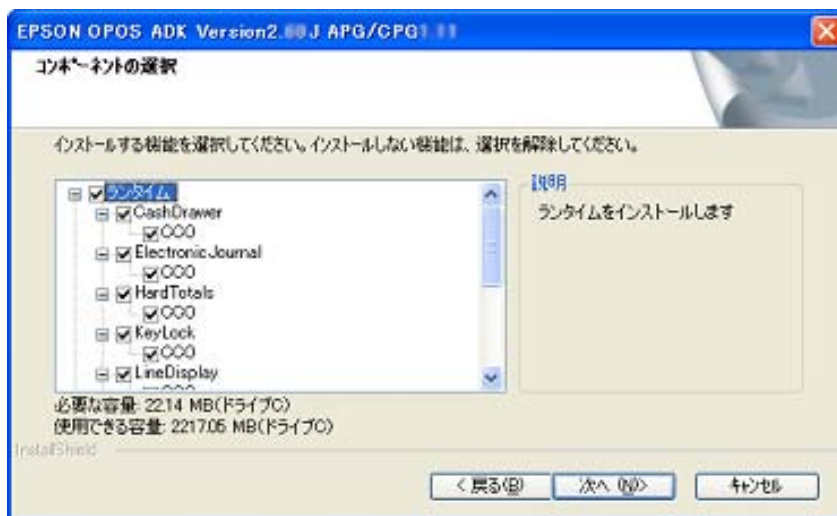 EPSON OPOS ADK Version2. J APG/CPG
コンポーネントの選択
インストールする機能を選択してください。インストールしない機能は、選択を解除してください。
ランタイム
CashDrawer
CCO
ElectronicJournal
CCO
HardTotals
CCO
KeyLock
CCO
LineDisplay
説明
ランタイムをインストールします
必要な容量: 22.14 MB(ドライブC)
使用できる容量: 2217.05 MB(ドライブC)
InstallShield
< 戻る(B)
次へ (N)>
キャンセル